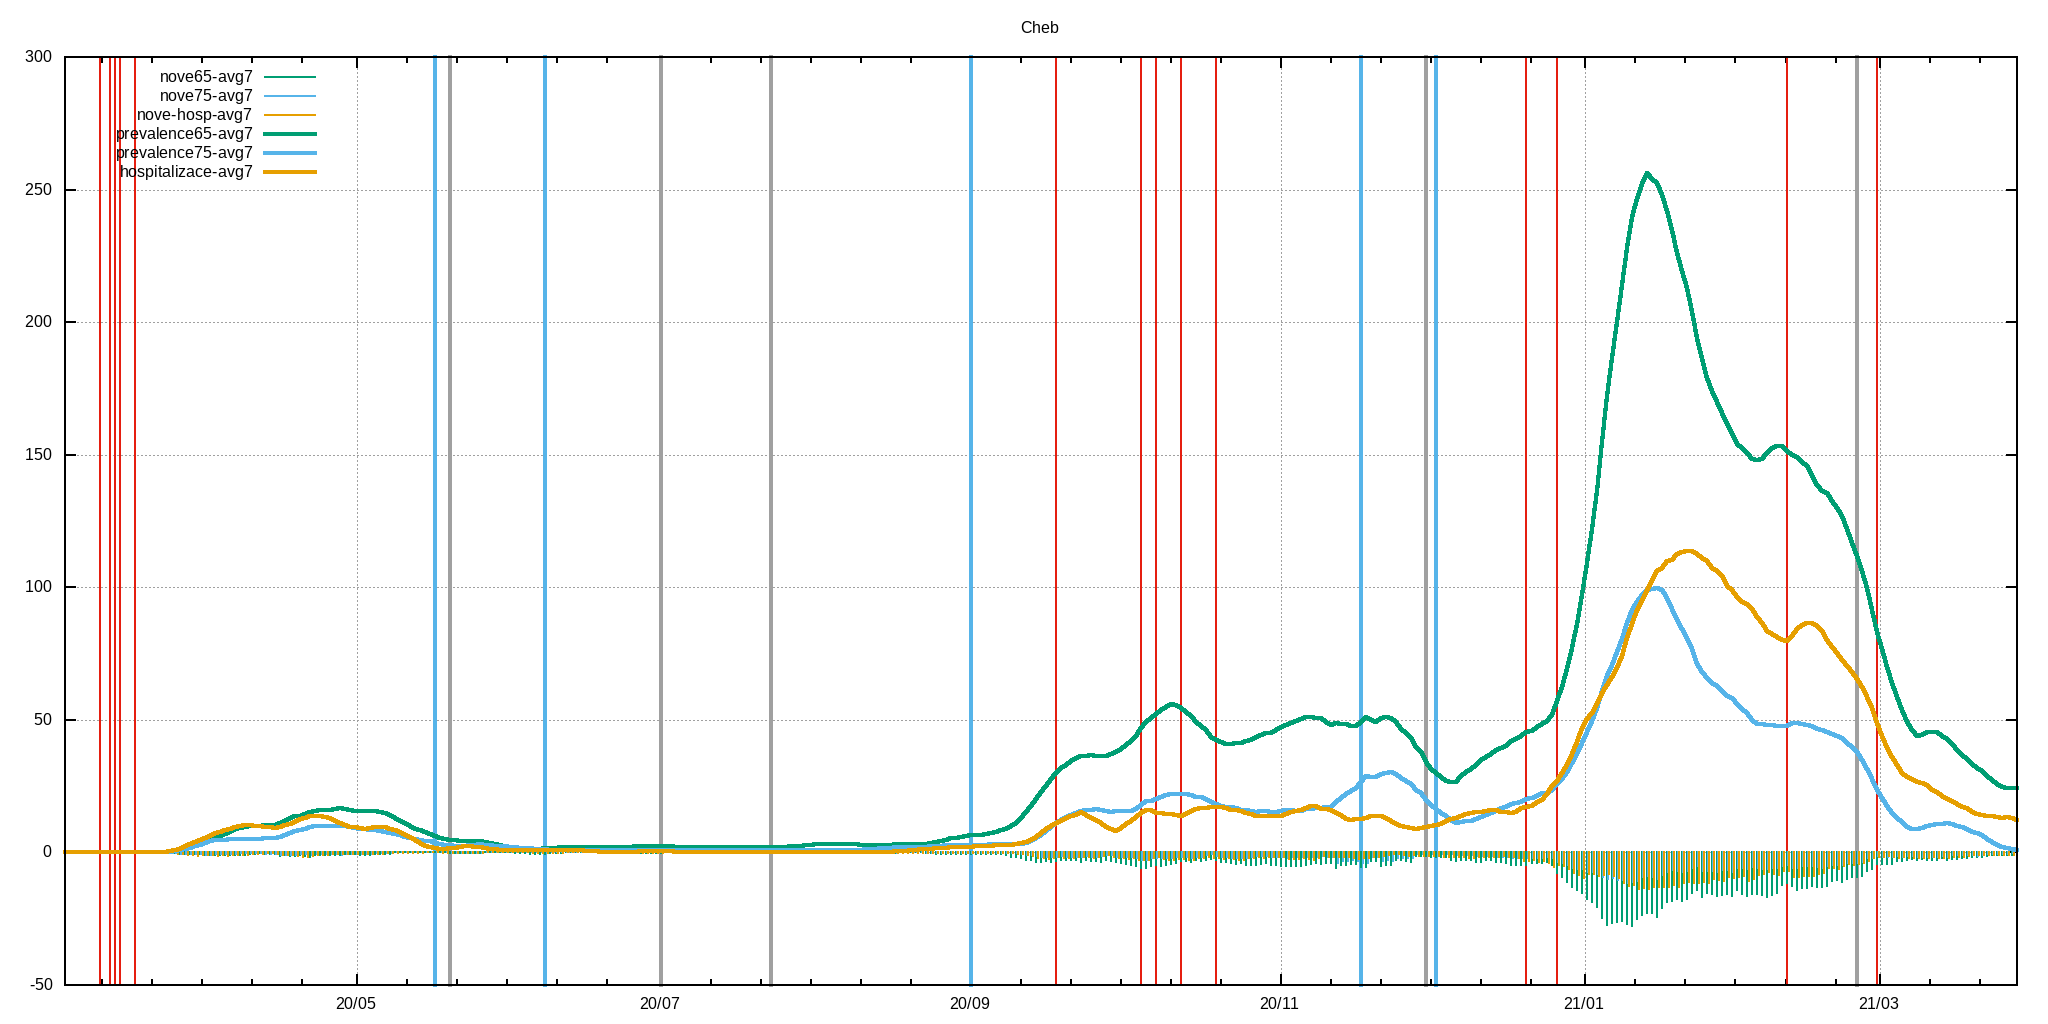 Cheb
300
nove65-avg7
nove75-avg7
nove-hosp-avg7
prevalence65-avg7
prevalence75-avg7
hospitalizace-avg7
250
200
150
100
50
0
-50
20/05 20/07 20/09 20/11 21/01 21/03